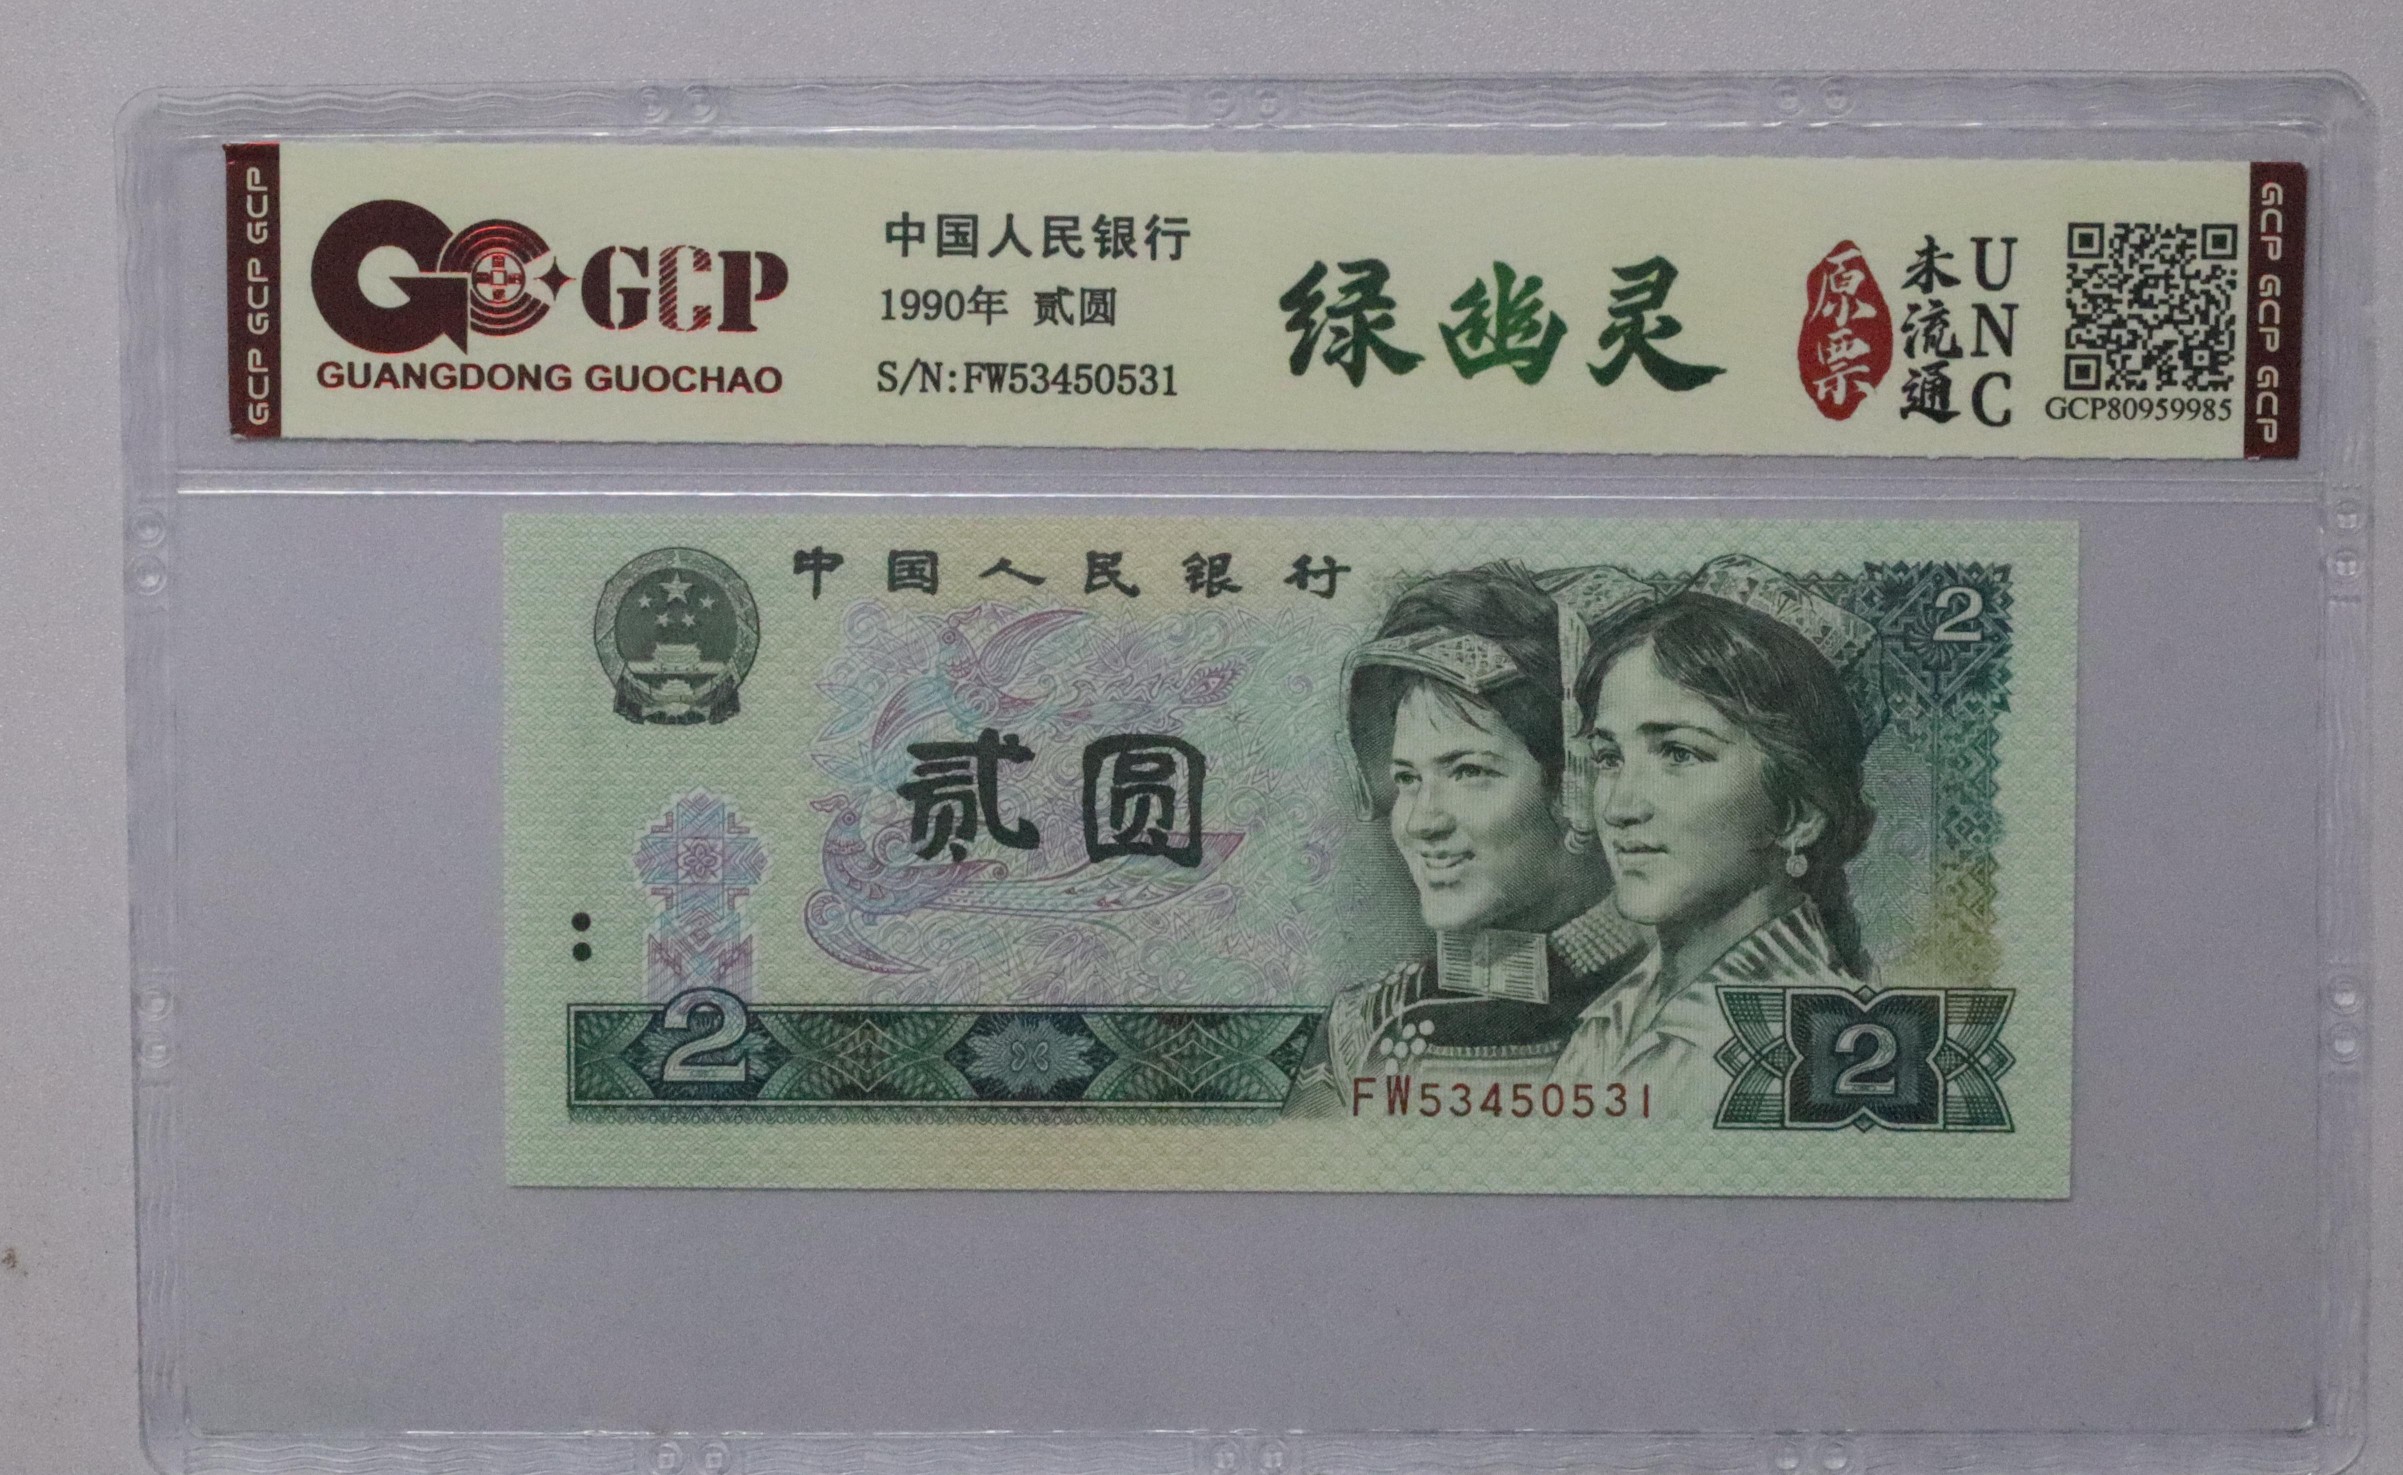 GCP GCP GCP
GCP
GUANGDONG GUOCHAO
中国人民银行
1990年 贰圆
S/N:FW53450531
绿幽灵
原票
未流通
UNC
GCP80959985
GCP GCP GCP
中国人民银行
2
贰圆
2
FW53450531
2